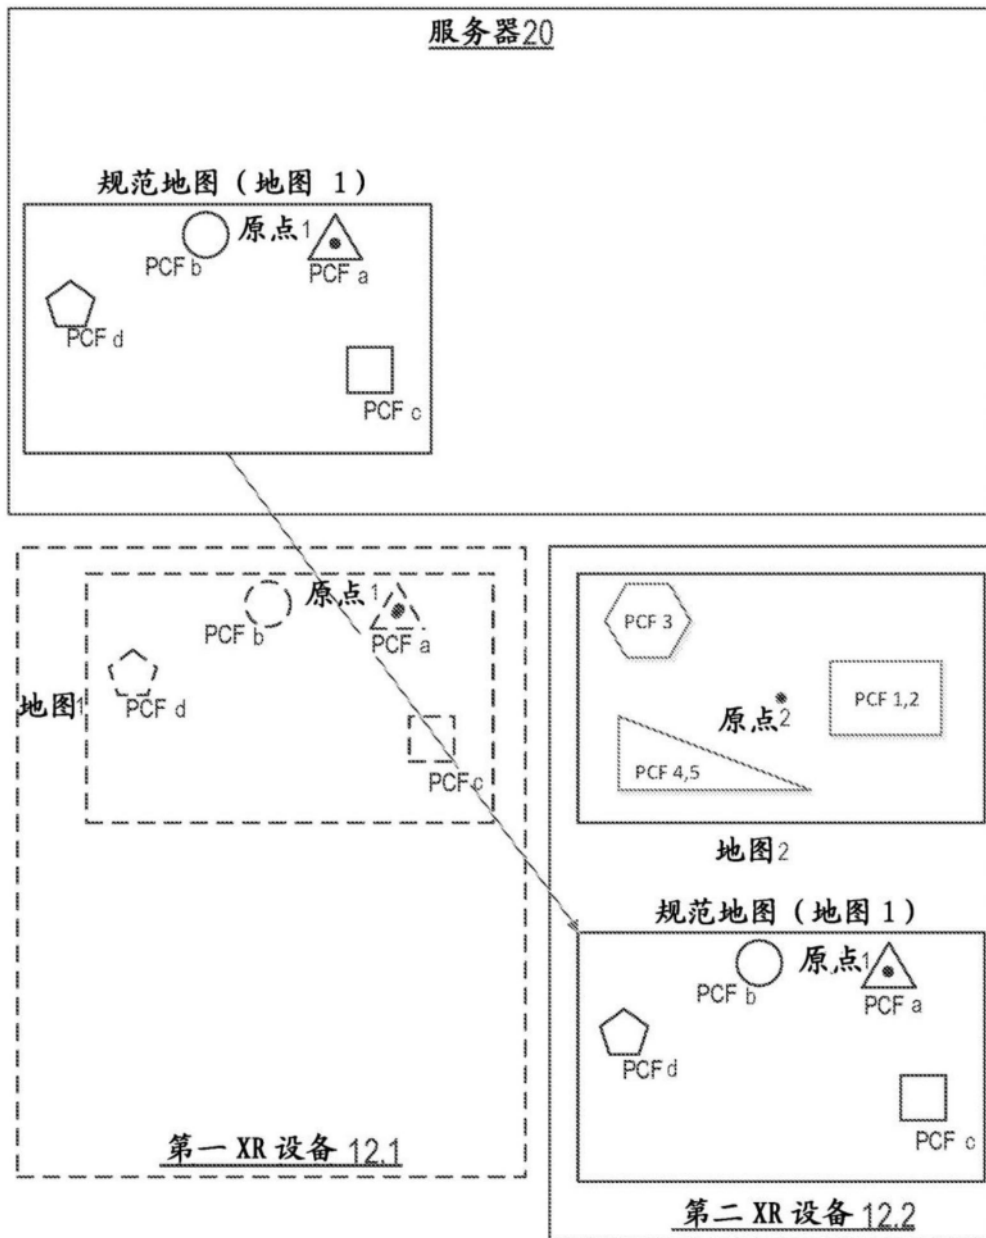 服务器20
规范地图（地图 1）
原点1
PCF b
PCF a
PCF d
PCF c
原点1
PCF b
PCF a
地图1
PCF d
PCF c
第一 XR 设备 12.1
PCF 3
PCF 1,2
原点2
PCF 4,5
地图2
规范地图（地图 1）
原点1
PCF b
PCF a
PCF d
PCF c
第二 XR 设备 12.2